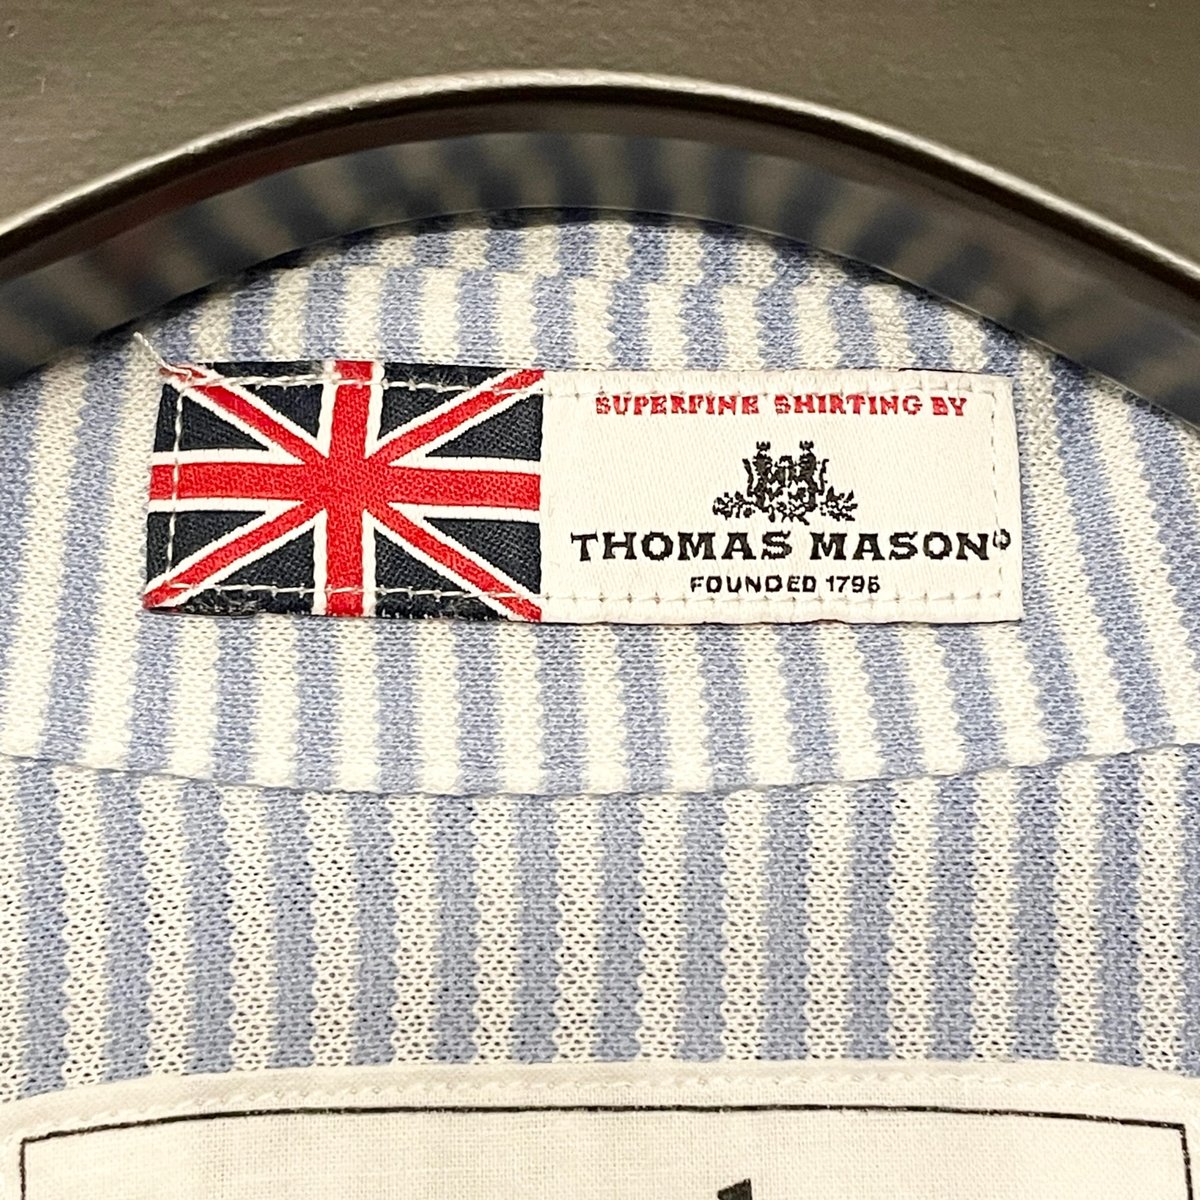 SUPERFINE SHIRTING BY
THOMAS MASON®
FOUNDED 1796